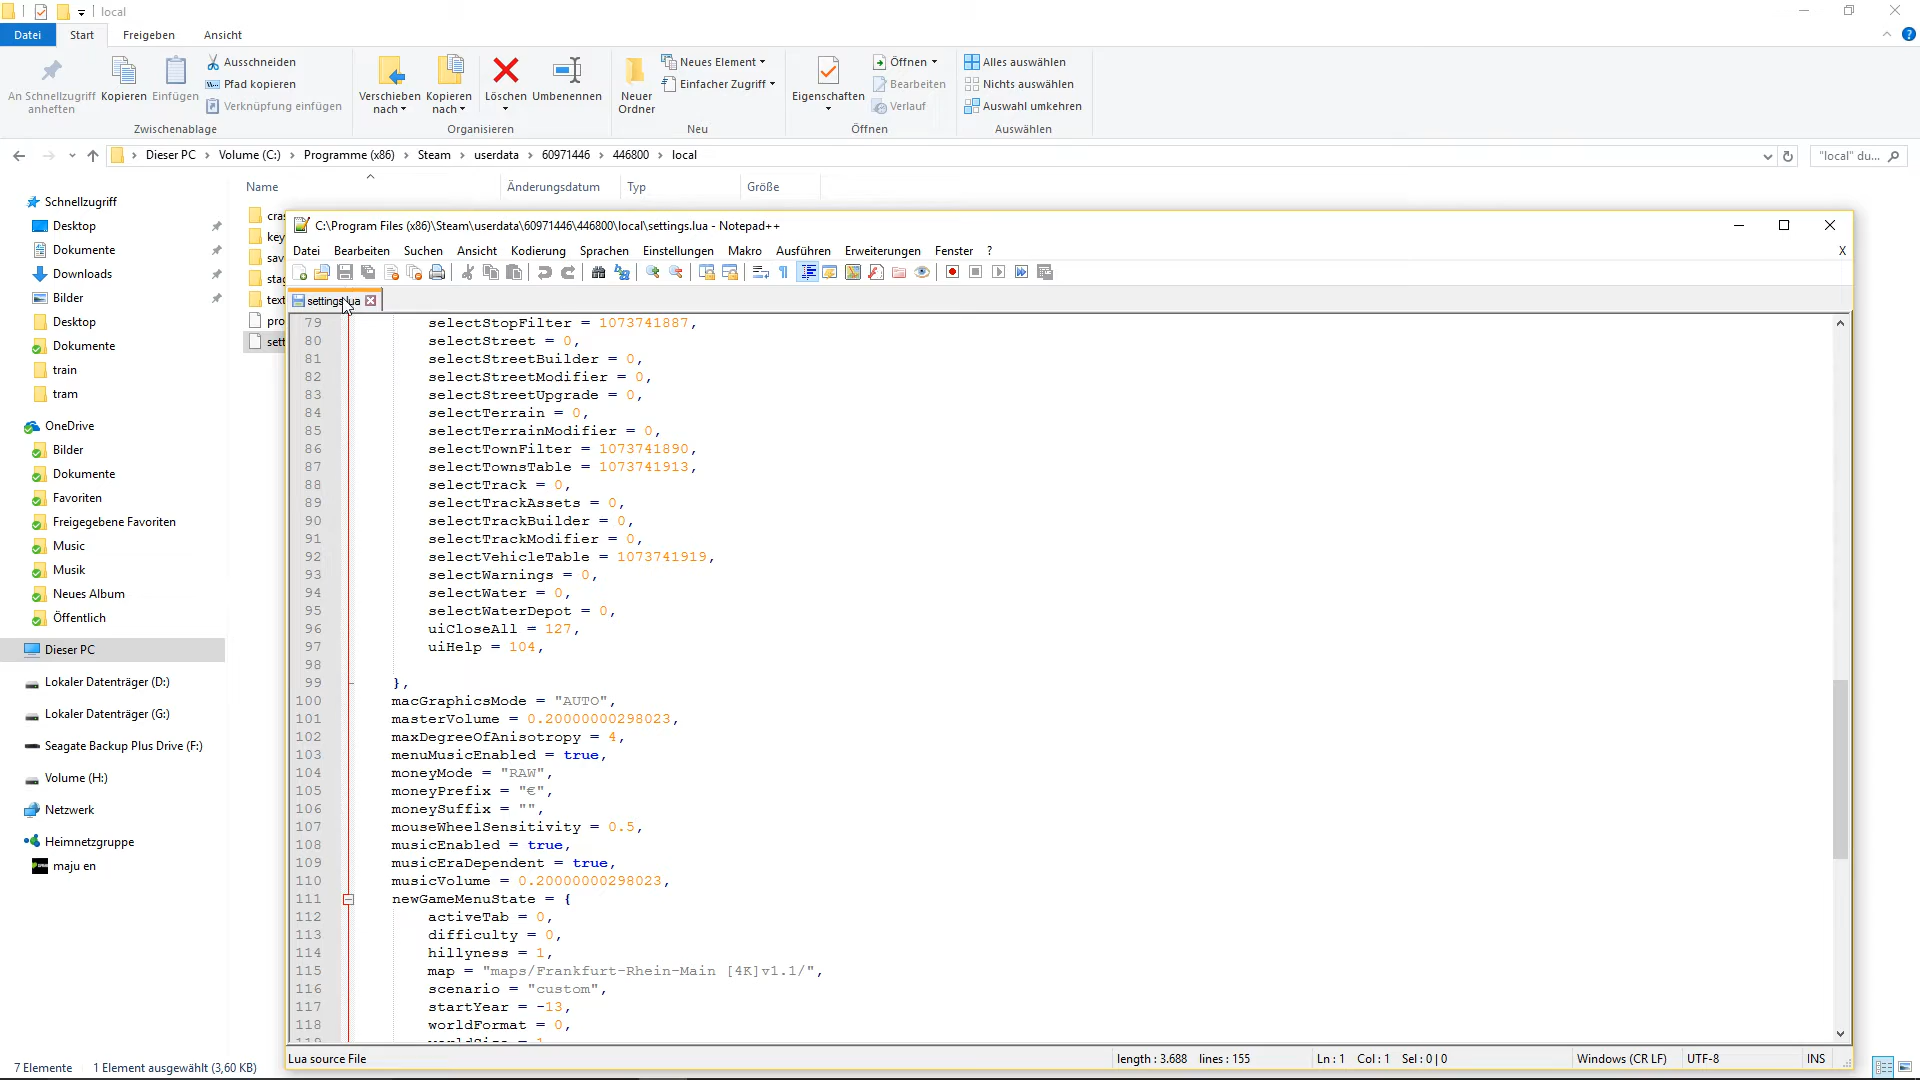 local
Datei Start Freigeben Ansicht
An Schnellzugriff anheften
Kopieren
Einfügen
Ausschneiden
Pfad kopieren
Verknüpfung einfügen
Zwischenablage
Verschieben nach
Kopieren nach
Löschen
Umbenennen
Organisieren
Neuer Ordner
Neues Element
Einfacher Zugriff
Neu
Eigenschaften
Öffnen
Bearbeiten
Verlauf
Öffnen
Alles auswählen
Nichts auswählen
Auswahl umkehren
Auswählen
Dieser PC > Volume (C:) > Programme (x86) > Steam > userdata > 60971446 > 446800 > local
"local" du...
Name Änderungsdatum Typ Größe
Schnellzugriff
Desktop
Dokumente
Downloads
Bilder
Desktop
Dokumente
train
tram
OneDrive
Bilder
Dokumente
Favoriten
Freigegebene Favoriten
Music
Musik
Neues Album
Öffentlich
Dieser PC
Lokaler Datenträger (D:)
Lokaler Datenträger (G:)
Seagate Backup Plus Drive (F:)
Volume (H:)
Netzwerk
Heimnetzgruppe
maju en
cra
key
sav
stag
text
pro
sett
C:\Program Files (x86)\Steam\userdata\60971446\446800\local\settings.lua - Notepad++
Datei Bearbeiten Suchen Ansicht Kodierung Sprachen Einstellungen Makro Ausführen Erweiterungen Fenster ? X
settings.lua
79 selectStopFilter = 1073741887,
80 selectStreet = 0,
81 selectStreetBuilder = 0,
82 selectStreetModifier = 0,
83 selectStreetUpgrade = 0,
84 selectTerrain = 0,
85 selectTerrainModifier = 0,
86 selectTownFilter = 1073741890,
87 selectTownsTable = 1073741913,
88 selectTrack = 0,
89 selectTrackAssets = 0,
90 selectTrackBuilder = 0,
91 selectTrackModifier = 0,
92 selectVehicleTable = 1073741919,
93 selectWarnings = 0,
94 selectWater = 0,
95 selectWaterDepot = 0,
96 uiCloseAll = 127,
97 uiHelp = 104,
98
99 },
100 macGraphicsMode = "AUTO",
101 masterVolume = 0.20000000298023,
102 maxDegreeOfAnisotropy = 4,
103 menuMusicEnabled = true,
104 moneyMode = "RAW",
105 moneyPrefix = "€",
106 moneySuffix = "",
107 mouseWheelSensitivity = 0.5,
108 musicEnabled = true,
109 musicEraDependent = true,
110 musicVolume = 0.20000000298023,
111 newGameMenuState = {
112 activeTab = 0,
113 difficulty = 0,
114 hillyness = 1,
115 map = "maps/Frankfurt-Rhein-Main [4K]v1.1/",
116 scenario = "custom",
117 startYear = -13,
118 worldFormat = 0,
Lua source File length : 3.688 lines : 155 Ln : 1 Col : 1 Sel : 0 | 0 Windows (CR LF) UTF-8 INS
7 Elemente 1 Element ausgewählt (3,60 KB)